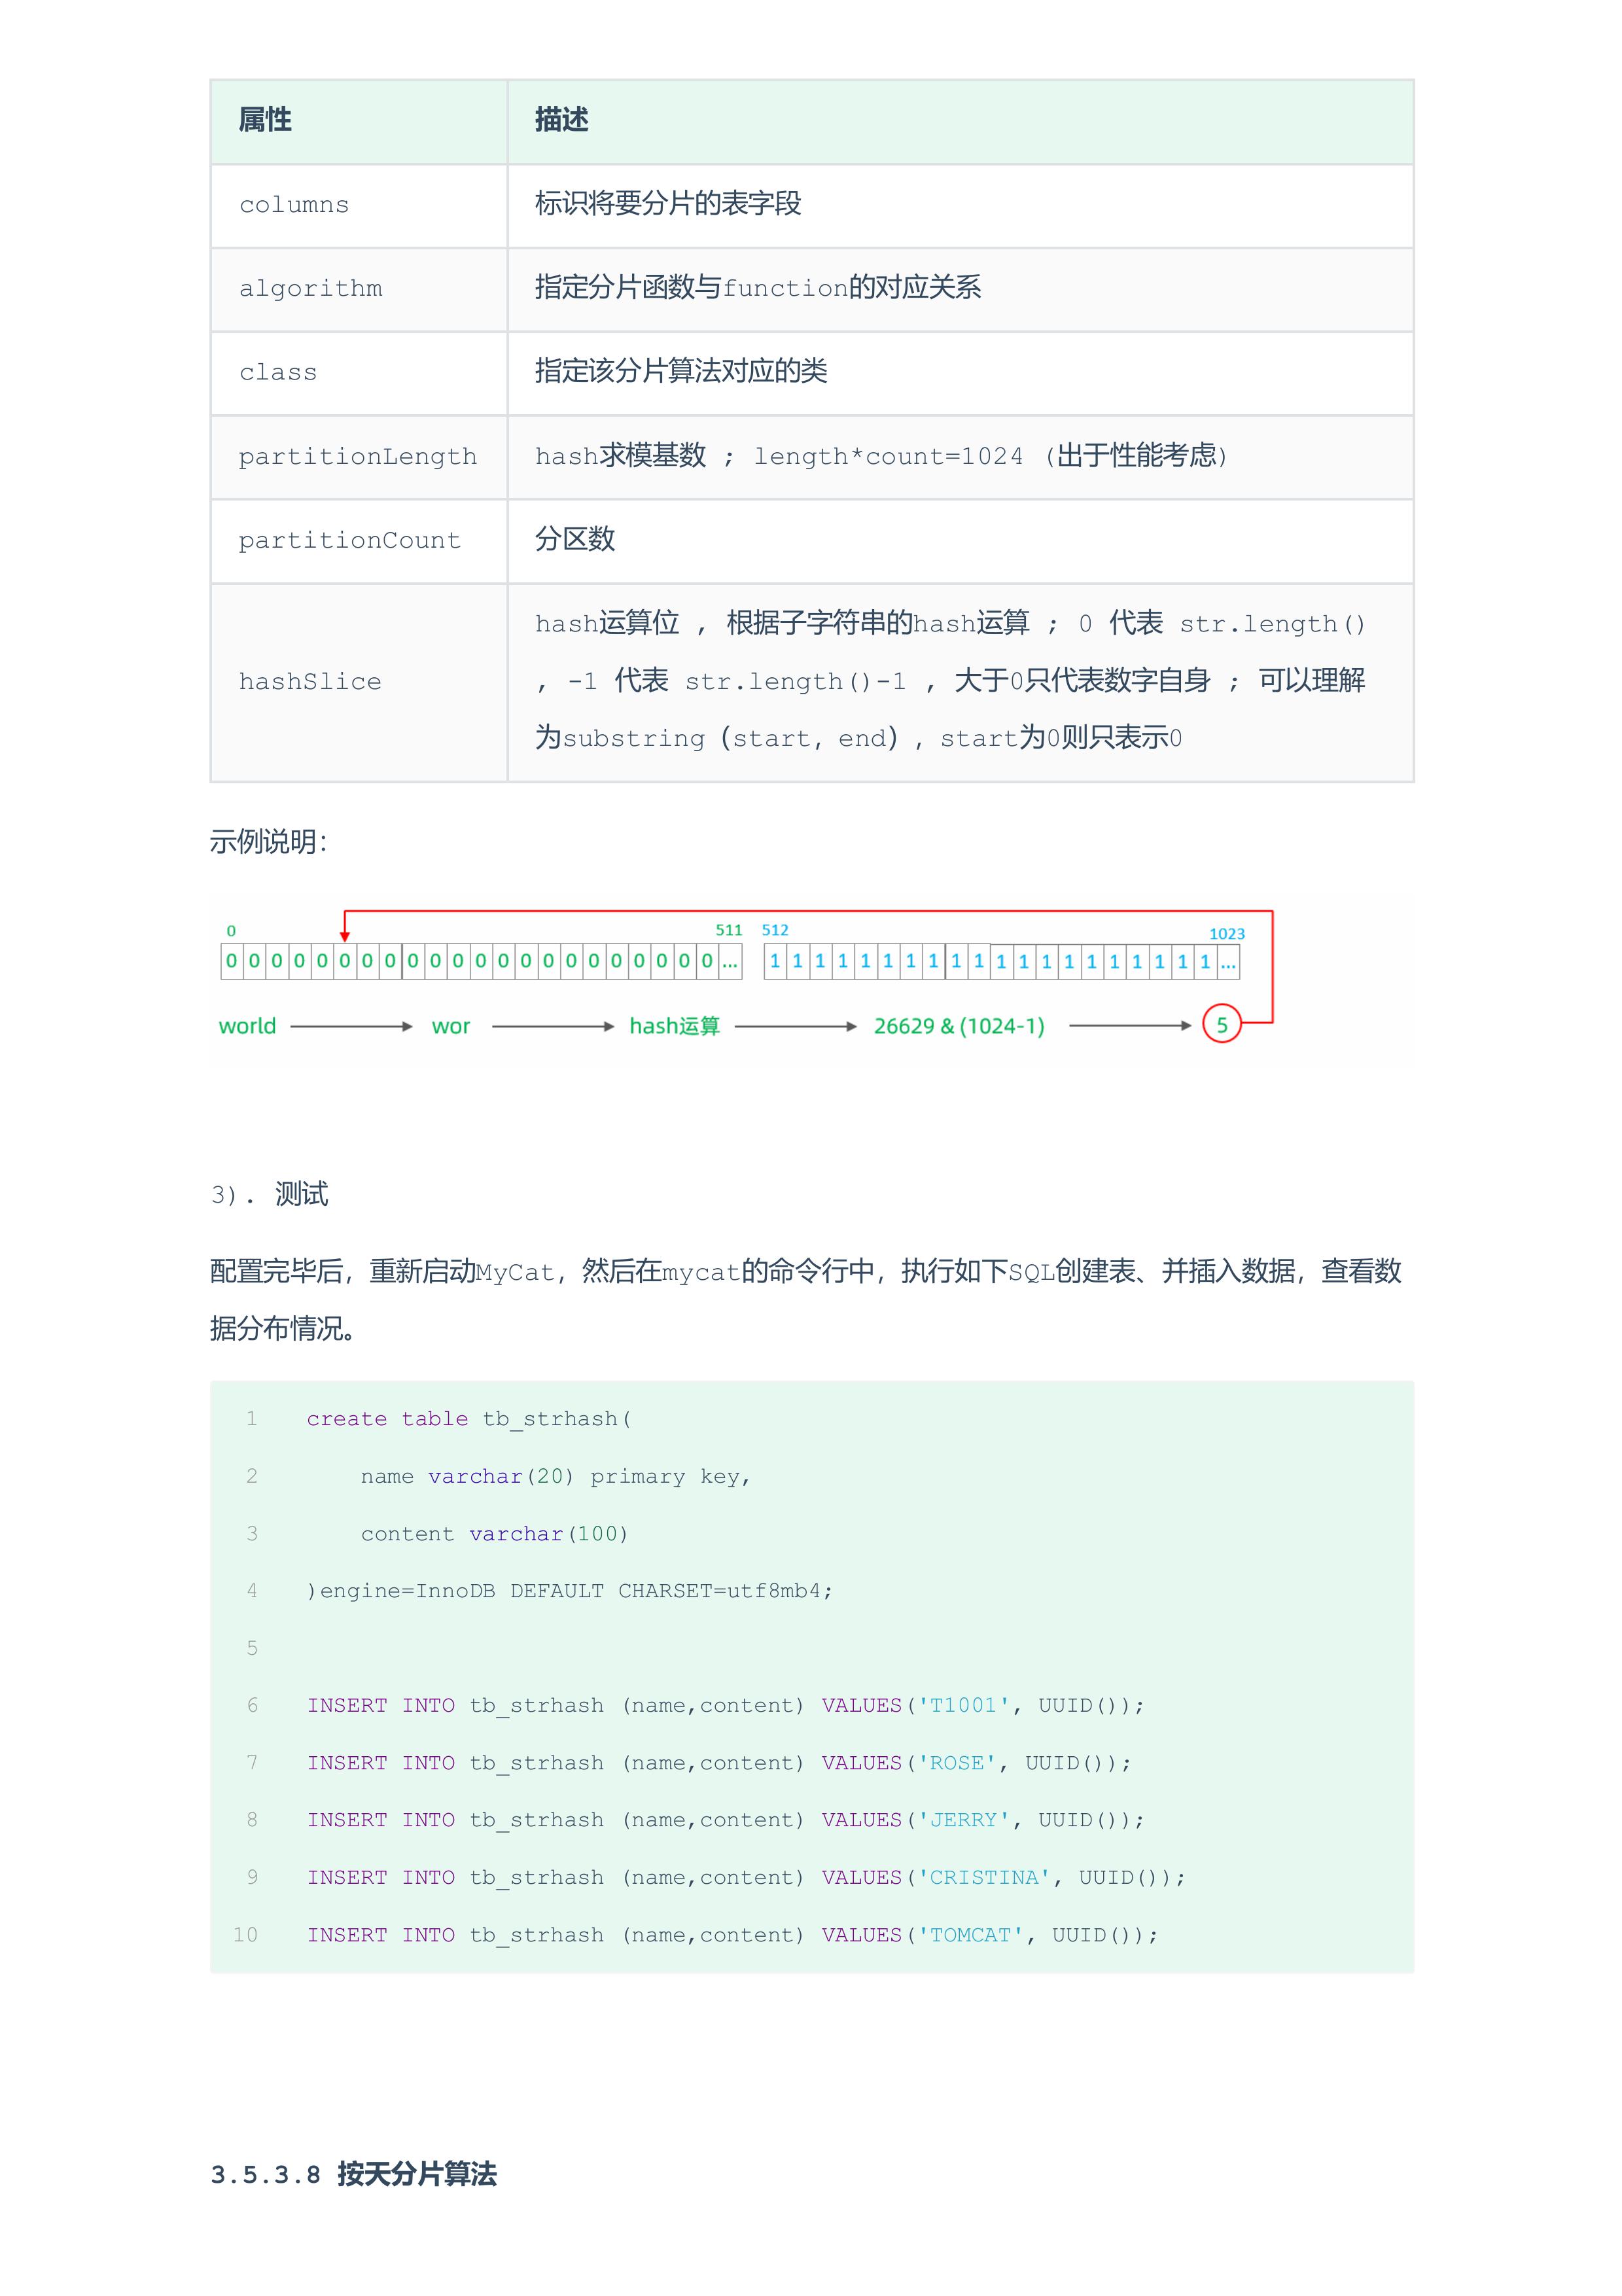 属性 描述
columns 标识将要分片的表字段
algorithm 指定分片函数与function的对应关系
class 指定该分片算法对应的类
partitionLength hash求模基数 ; length*count=1024 (出于性能考虑)
partitionCount 分区数
hash运算位 , 根据子字符串的hash运算 ; 0 代表 str.length()
hashSlice , -1 代表 str.length()-1 , 大于0只代表数字自身 ; 可以理解
为substring（start，end）, start为0则只表示0
示例说明：
0 511 512 1023
0 0 0 0 0 0 0 0 0 0 0 0 0 0 0 0 0 0 0 0 0 0 ... 1 1 1 1 1 1 1 1 1 1 1 1 1 1 1 1 1 1 1 1 ...
world wor hash运算 26629 & (1024-1) 5
3). 测试
配置完毕后，重新启动MyCat，然后在mycat的命令行中，执行如下SQL创建表、并插入数据，查看数
据分布情况。
1 create table tb_strhash(
2 name varchar(20) primary key,
3 content varchar(100)
4 )engine=InnoDB DEFAULT CHARSET=utf8mb4;
5
6 INSERT INTO tb_strhash (name,content) VALUES('T1001', UUID());
7 INSERT INTO tb_strhash (name,content) VALUES('ROSE', UUID());
8 INSERT INTO tb_strhash (name,content) VALUES('JERRY', UUID());
9 INSERT INTO tb_strhash (name,content) VALUES('CRISTINA', UUID());
10 INSERT INTO tb_strhash (name,content) VALUES('TOMCAT', UUID());
3.5.3.8 按天分片算法